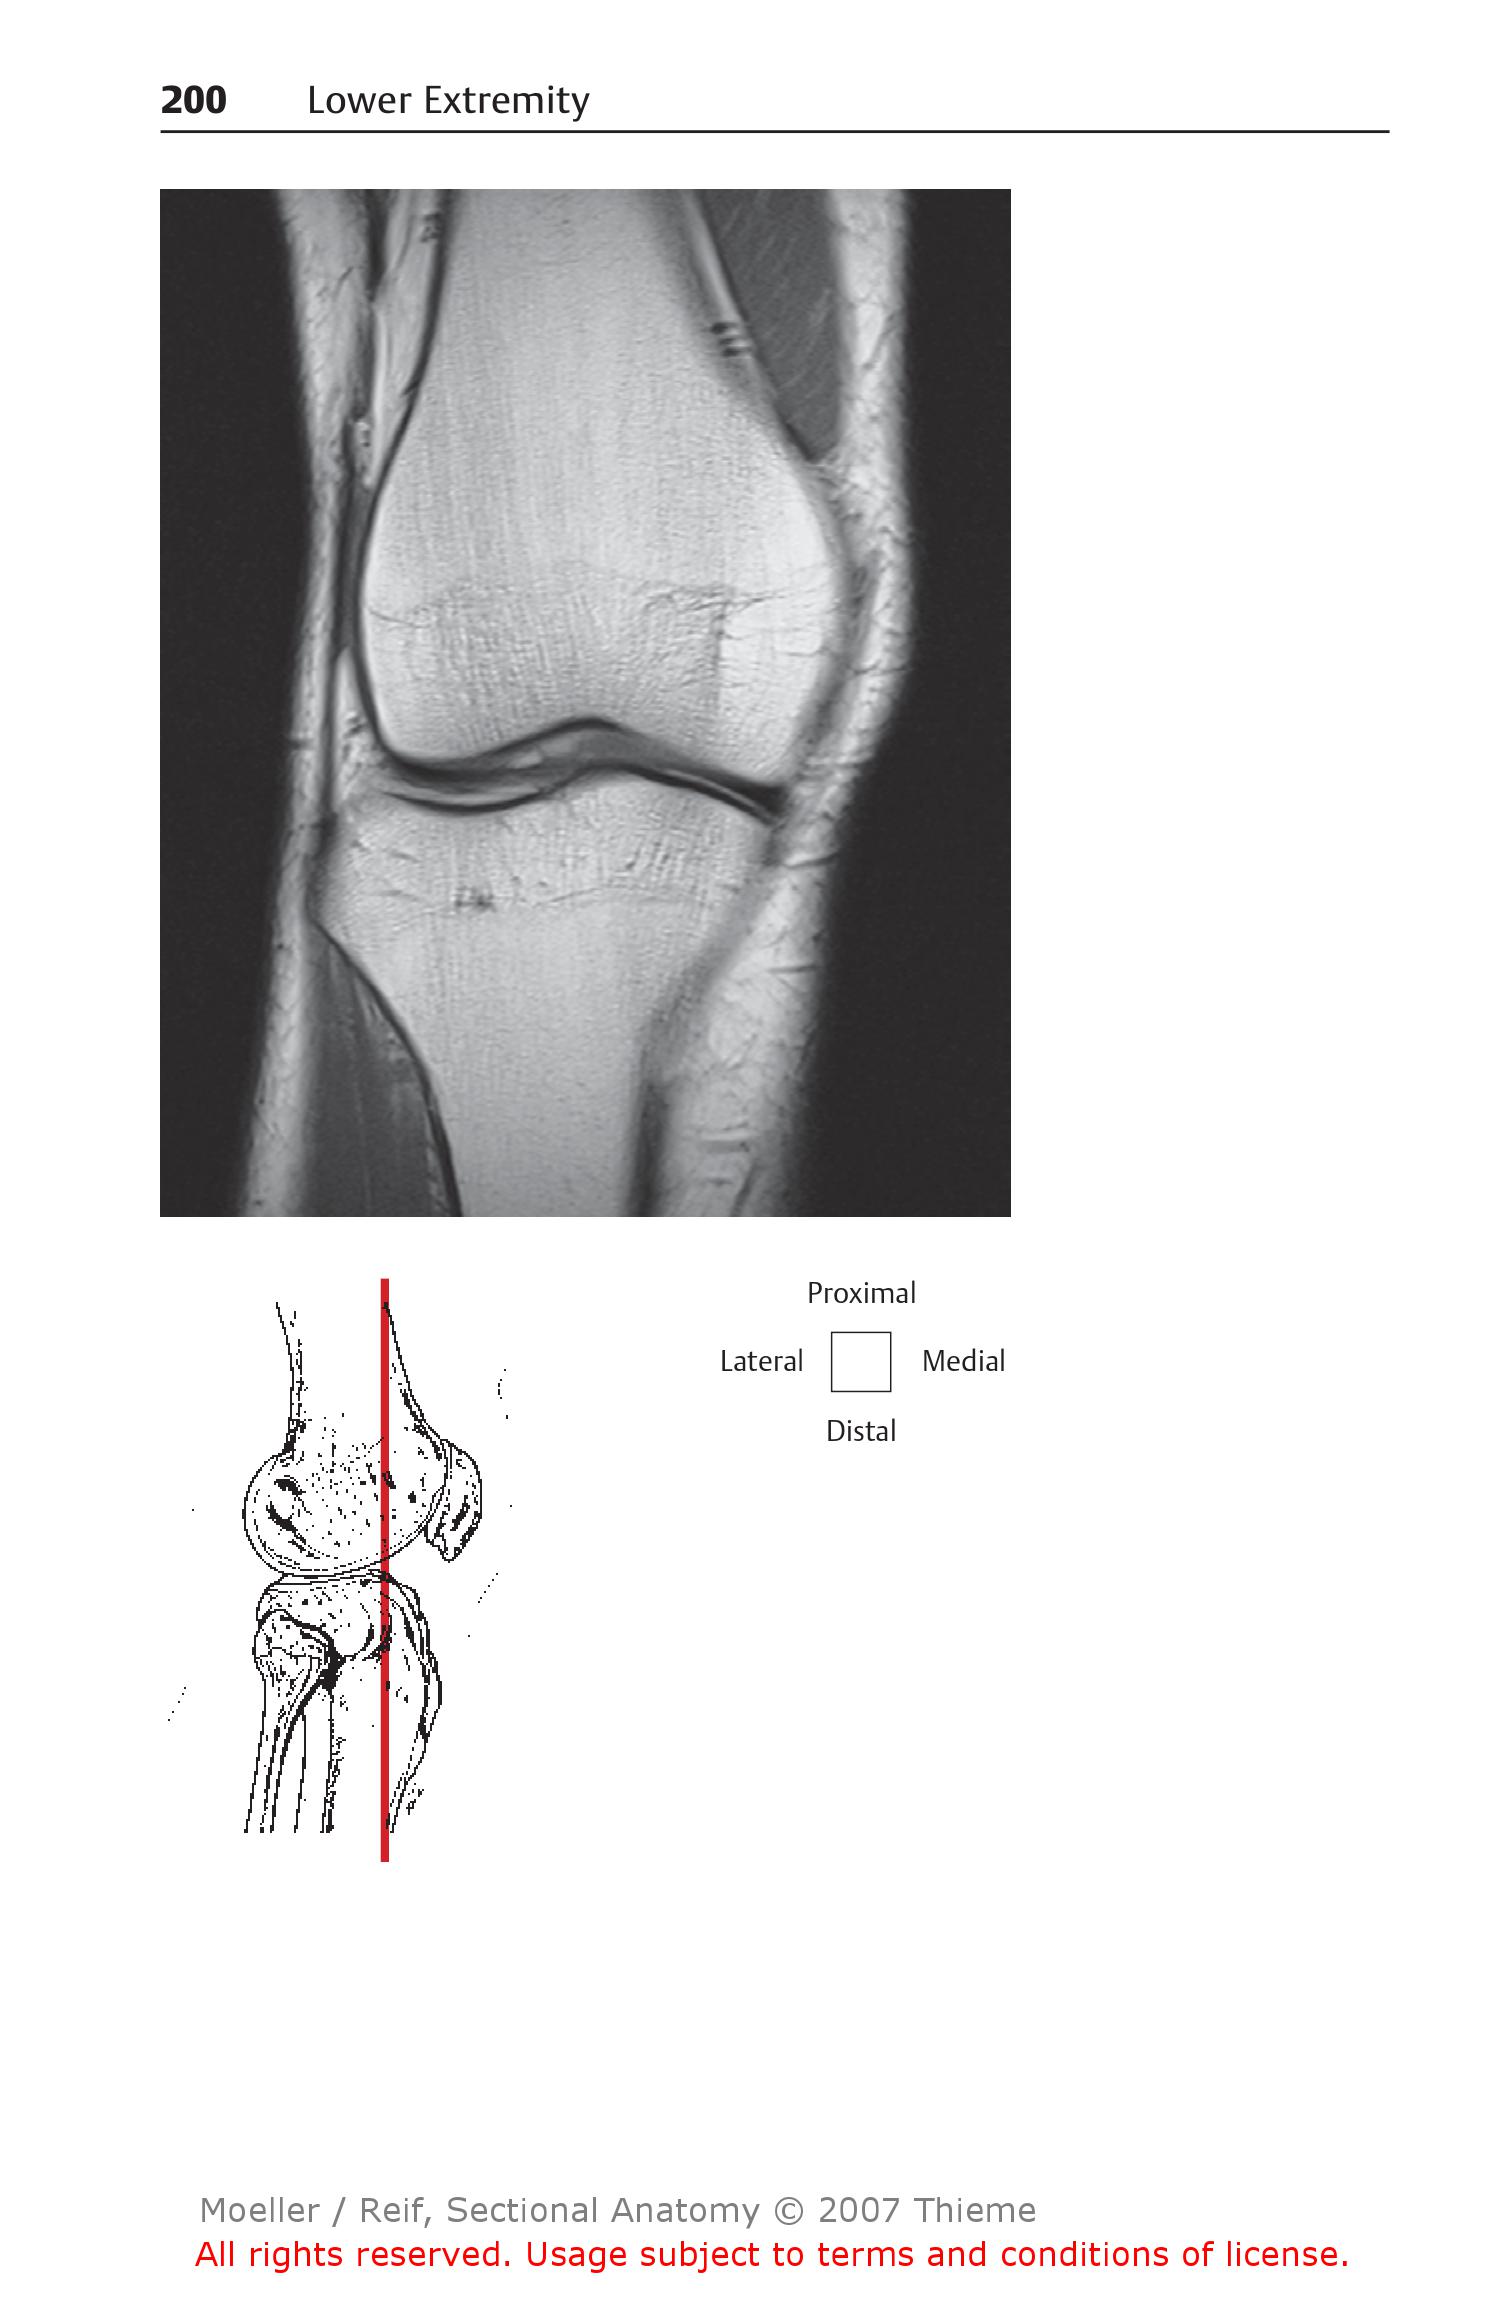 200 Lower Extremity
Proximal
Lateral Medial
Distal
Moeller / Reif, Sectional Anatomy © 2007 Thieme
All rights reserved. Usage subject to terms and conditions of license.